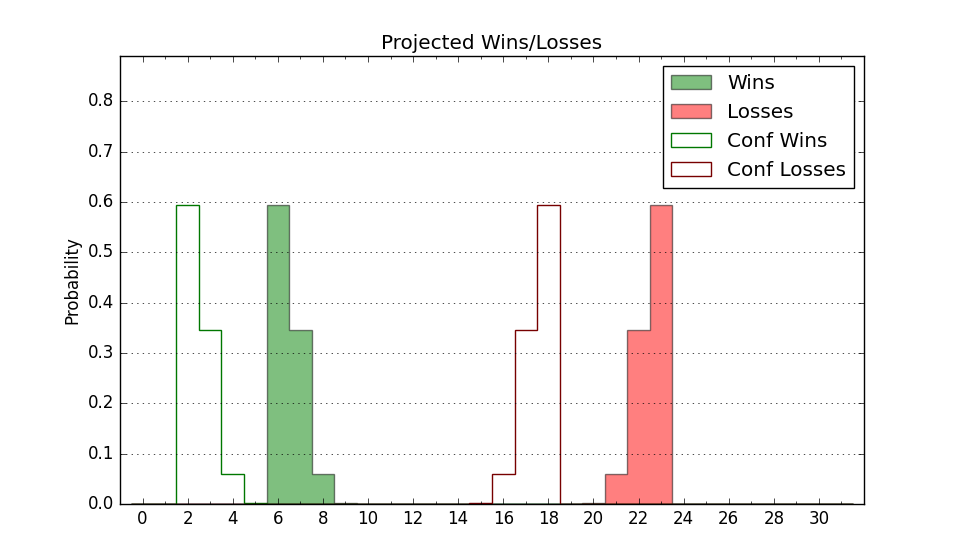 Projected Wins/Losses
Wins
Losses
Conf Wins
Conf Losses
Probability
0.8
0.7
0.6
0.5
0.4
0.3
0.2
0.1
0.0
0 2 4 6 8 10 12 14 16 18 20 22 24 26 28 30